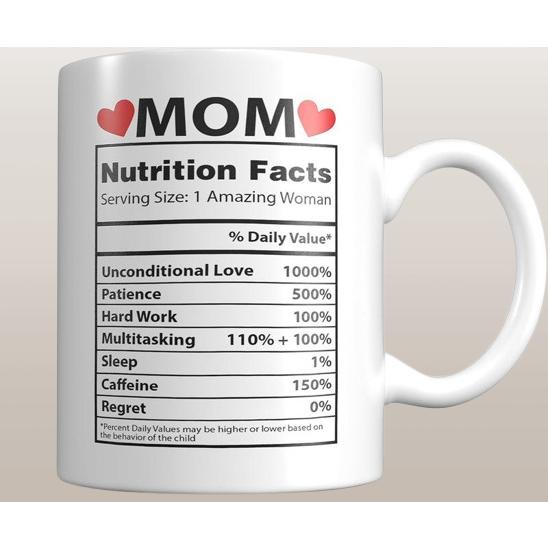 MOM
Nutrition Facts
Serving Size: 1 Amazing Woman
% Daily Value*
Unconditional Love 1000%
Patience 500%
Hard Work 100%
Multitasking 110% + 100%
Sleep 1%
Caffeine 150%
Regret 0%
*Percent Daily Values may be higher or lower based on
the behavior of the child